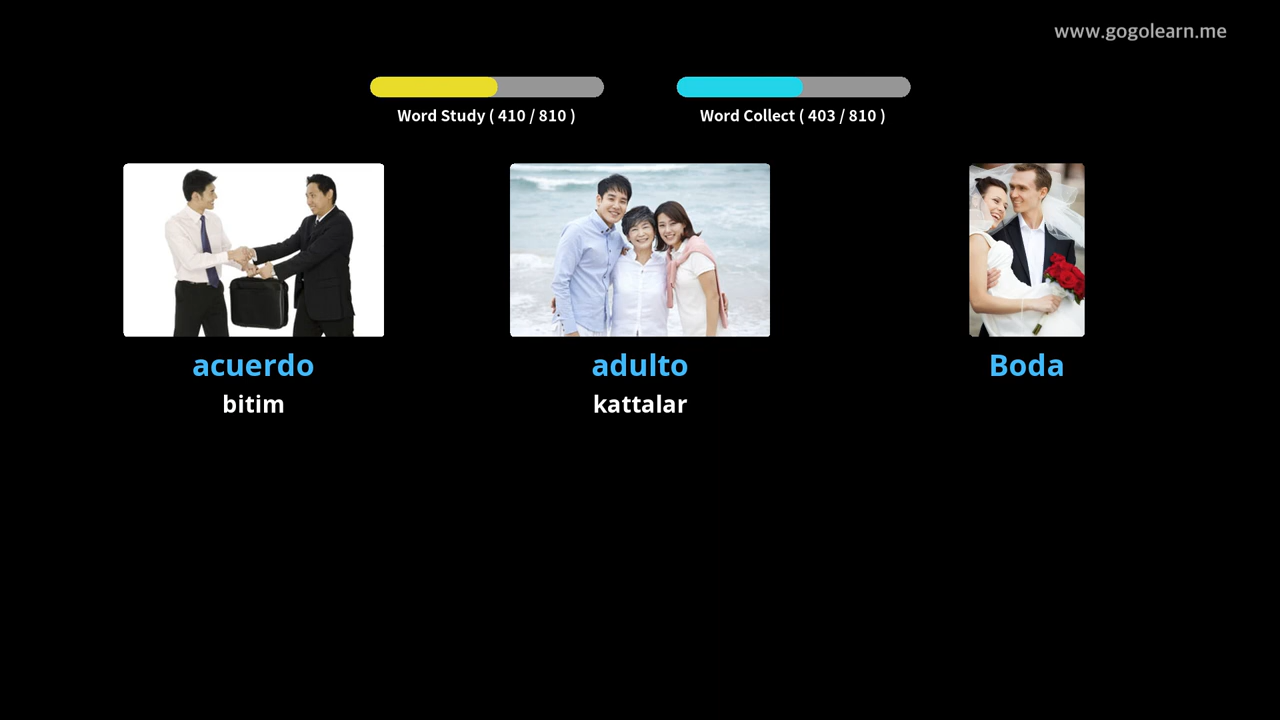 www.gogolearn.me
Word Study ( 410 / 810 )
Word Collect ( 403 / 810 )
acuerdo
bitim
adulto
kattalar
Boda